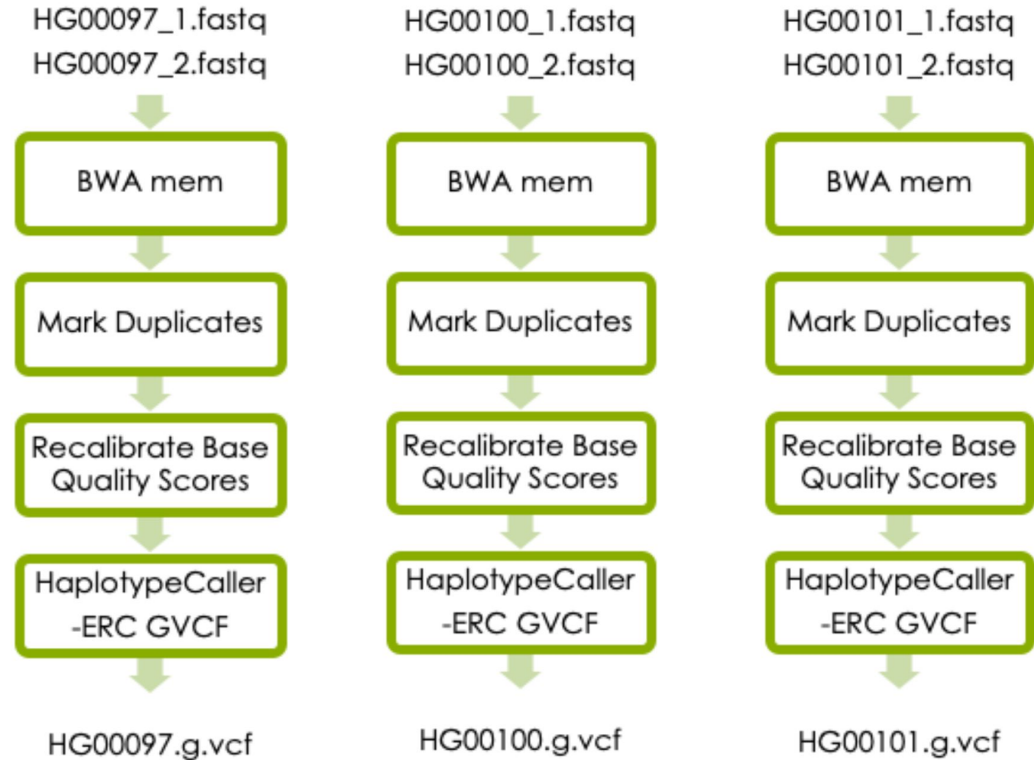 HG00097_1.fastq
HG00097_2.fastq
BWA mem
Mark Duplicates
Recalibrate Base
Quality Scores
HaplotypeCaller
-ERC GVCF
HG00097.g.vcf
HG00100_1.fastq
HG00100_2.fastq
BWA mem
Mark Duplicates
Recalibrate Base
Quality Scores
HaplotypeCaller
-ERC GVCF
HG00100.g.vcf
HG00101_1.fastq
HG00101_2.fastq
BWA mem
Mark Duplicates
Recalibrate Base
Quality Scores
HaplotypeCaller
-ERC GVCF
HG00101.g.vcf